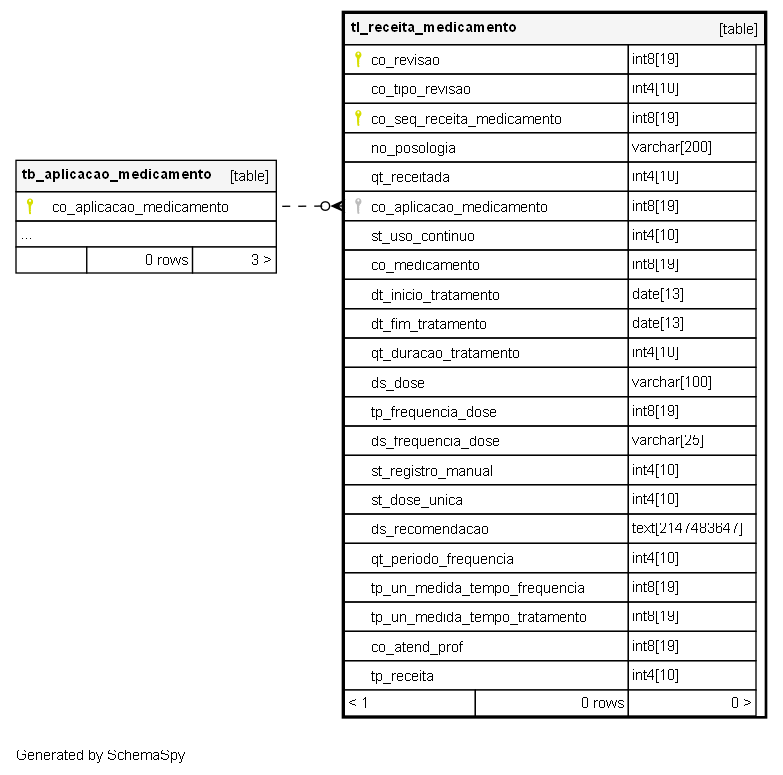 tl_receita_medicamento [table]
co_revisao int8[19]
co_tipo_revisao int4[10]
co_seq_receita_medicamento int8[19]
no_posologia varchar[200]
qt_receitada int4[10]
co_aplicacao_medicamento int8[19]
st_uso_continuo int4[10]
co_medicamento int8[19]
dt_inicio_tratamento date[13]
dt_fim_tratamento date[13]
qt_duracao_tratamento int4[10]
ds_dose varchar[100]
tp_frequencia_dose int8[19]
ds_frequencia_dose varchar[25]
st_registro_manual int4[10]
st_dose_unica int4[10]
ds_recomendacao text[2147483647]
qt_periodo_frequencia int4[10]
tp_un_medida_tempo_frequencia int8[19]
tp_un_medida_tempo_tratamento int8[19]
co_atend_prof int8[19]
tp_receita int4[10]
< 1 0 rows 0 >
tb_aplicacao_medicamento [table]
co_aplicacao_medicamento
...
0 rows 3 >
Generated by SchemaSpy